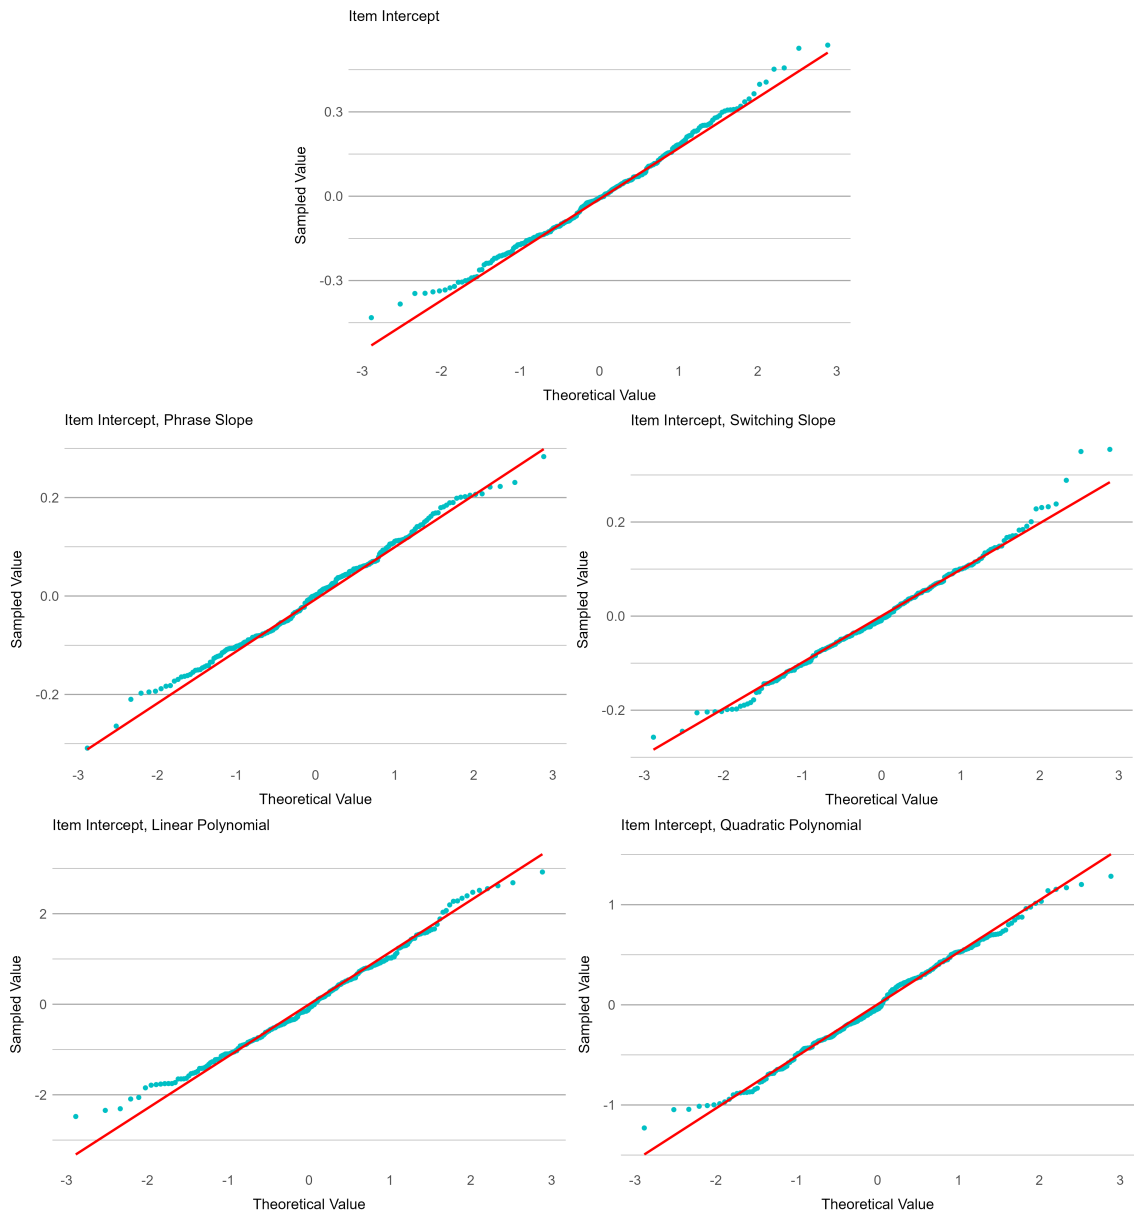 Item Intercept
0.3
0.0
-0.3
Sampled Value
-3 -2 -1 0 1 2 3
Theoretical Value
Item Intercept, Phrase Slope
0.2
0.0
-0.2
Sampled Value
-3 -2 -1 0 1 2 3
Theoretical Value
Item Intercept, Switching Slope
0.2
0.0
-0.2
Sampled Value
-3 -2 -1 0 1 2 3
Theoretical Value
Item Intercept, Linear Polynomial
2
0
-2
Sampled Value
-3 -2 -1 0 1 2 3
Theoretical Value
Item Intercept, Quadratic Polynomial
1
0
-1
Sampled Value
-3 -2 -1 0 1 2 3
Theoretical Value